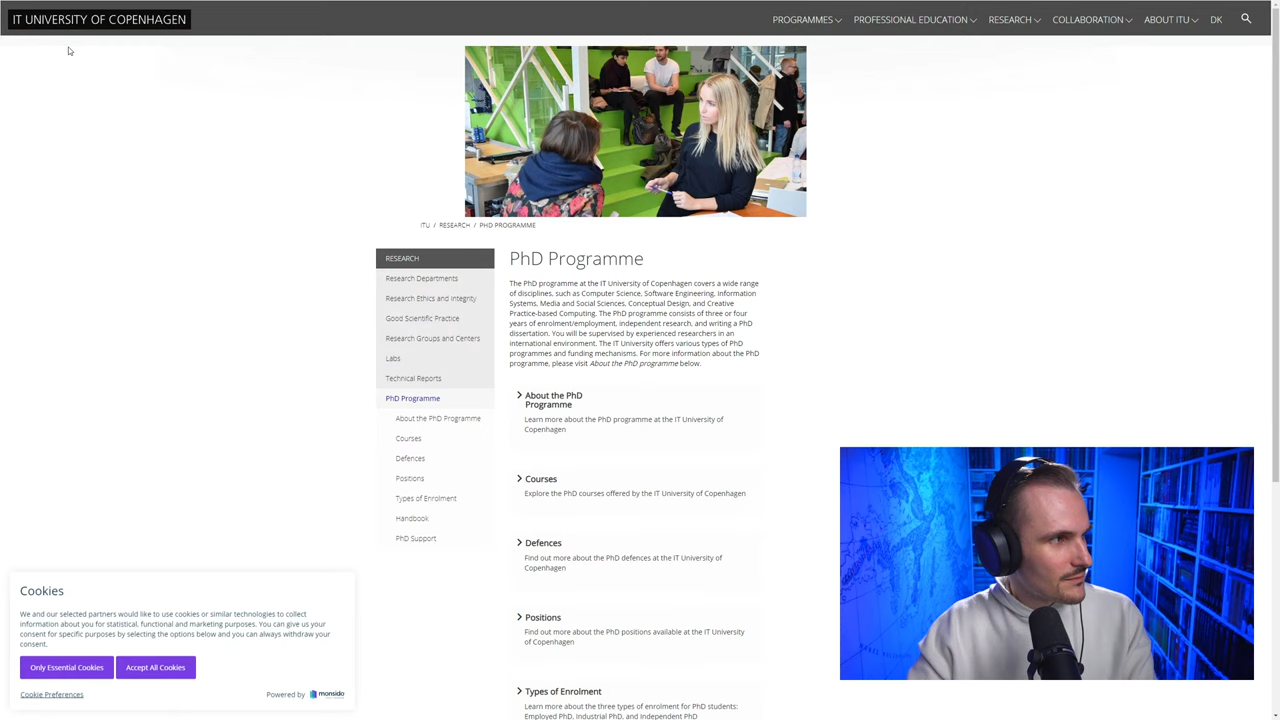 IT UNIVERSITY OF COPENHAGEN
PROGRAMMES
PROFESSIONAL EDUCATION
RESEARCH
COLLABORATION
ABOUT ITU
DK
ITU / RESEARCH / PHD PROGRAMME
RESEARCH
Research Departments
Research Ethics and Integrity
Good Scientific Practice
Research Groups and Centers
Labs
Technical Reports
PhD Programme
About the PhD Programme
Courses
Defences
Positions
Types of Enrolment
Handbook
PhD Support
PhD Programme
The PhD programme at the IT University of Copenhagen covers a wide range
of disciplines, such as Computer Science, Software Engineering, Information
Systems, Media and Social Sciences, Conceptual Design, and Creative
Practice-based Computing. The PhD programme consists of three or four
years of enrolment/employment, independent research, and writing a PhD
dissertation. You will be supervised by experienced researchers in an
international environment. The IT University offers various types of PhD
programmes and funding mechanisms. For more information about the PhD
programme, please visit About the PhD programme below.
About the PhD
Programme
Learn more about the PhD programme at the IT University of
Copenhagen
Courses
Explore the PhD courses offered by the IT University of Copenhagen
Defences
Find out more about the PhD defences at the IT University of
Copenhagen
Positions
Find out more about the PhD positions available at the IT University
of Copenhagen
Types of Enrolment
Learn more about the three types of enrolment for PhD students:
Employed PhD, Industrial PhD, and Independent PhD
Cookies
We and our selected partners would like to use cookies or similar technologies to collect
information about you for statistical, functional and marketing purposes. You can give us your
consent for specific purposes by selecting the options below and you can always withdraw your
consent.
Only Essential Cookies
Accept All Cookies
Cookie Preferences
Powered by monsido